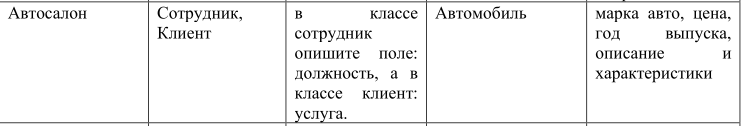 Автосалон
Сотрудник,
Клиент
в классе
сотрудник
опишите поле:
должность, а в
классе клиент:
услуга.
Автомобиль
марка авто, цена,
год выпуска,
описание и
характеристики